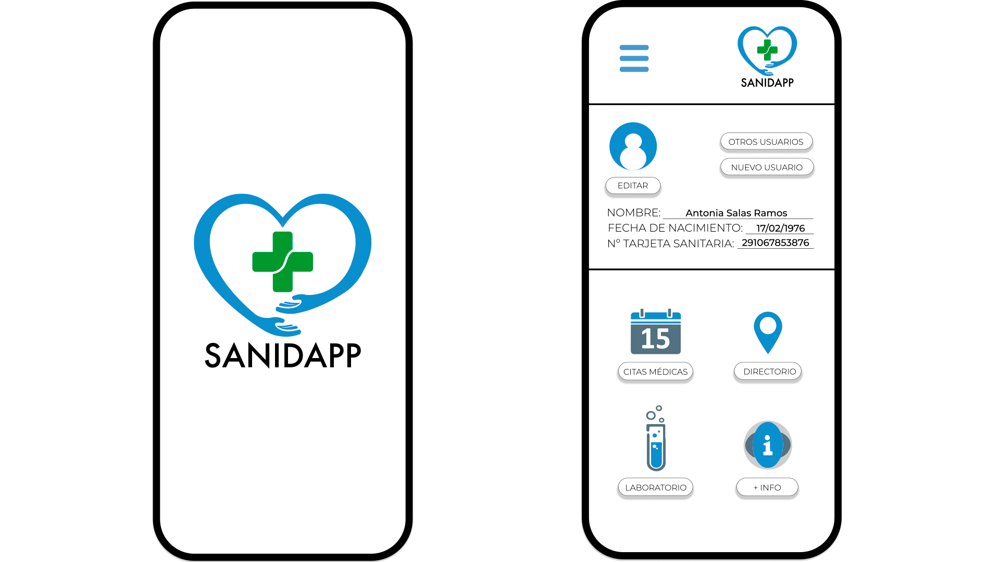 SANIDAPP
SANIDAPP
OTROS USUARIOS
NUEVO USUARIO
EDITAR
NOMBRE: Antonia Salas Ramos
FECHA DE NACIMIENTO: 17/02/1976
Nº TARJETA SANITARIA: 291067853876
15
CITAS MÉDICAS
DIRECTORIO
i
LABORATORIO
+ INFO